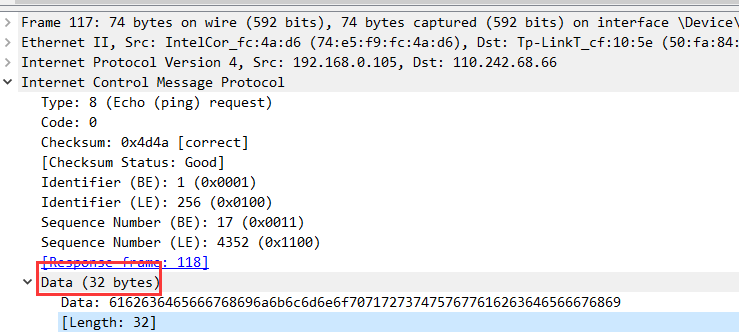 Frame 117: 74 bytes on wire (592 bits), 74 bytes captured (592 bits) on interface \Device\
Ethernet II, Src: IntelCor_fc:4a:d6 (74:e5:f9:fc:4a:d6), Dst: Tp-LinkT_cf:10:5e (50:fa:84:
Internet Protocol Version 4, Src: 192.168.0.105, Dst: 110.242.68.66
Internet Control Message Protocol
Type: 8 (Echo (ping) request)
Code: 0
Checksum: 0x4d4a [correct]
[Checksum Status: Good]
Identifier (BE): 1 (0x0001)
Identifier (LE): 256 (0x0100)
Sequence Number (BE): 17 (0x0011)
Sequence Number (LE): 4352 (0x1100)
[Response frame: 118]
Data (32 bytes)
Data: 6162636465666768696a6b6c6d6e6f7071727374757677616263646566676869
[Length: 32]